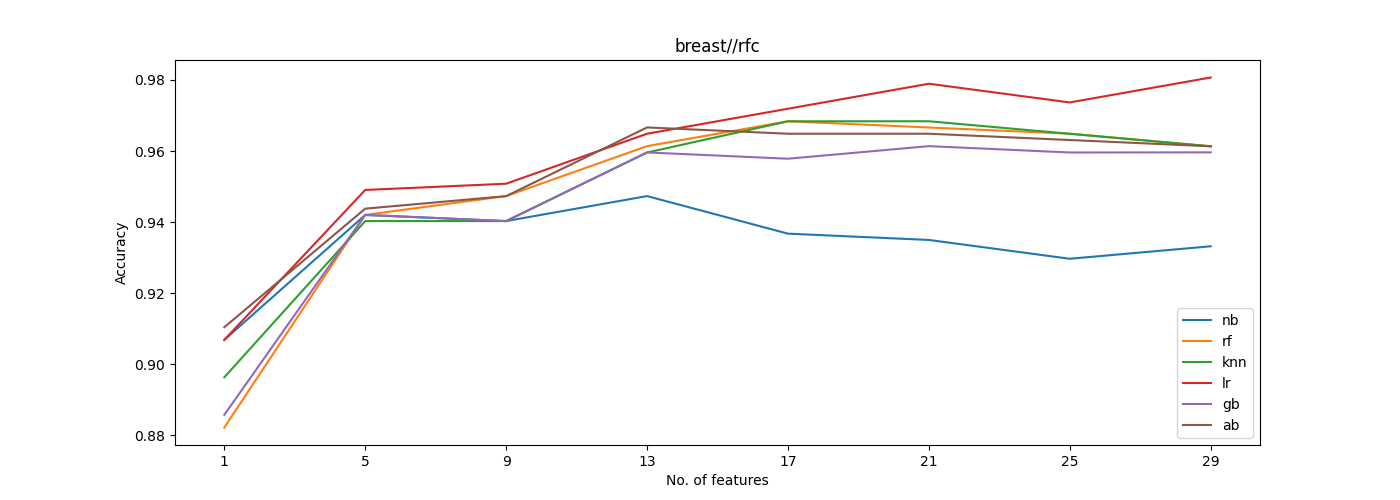 breast//rfc
Accuracy
0.98
0.96
0.94
0.92
0.90
0.88
1 5 9 13 17 21 25 29
No. of features
nb
rf
knn
lr
gb
ab